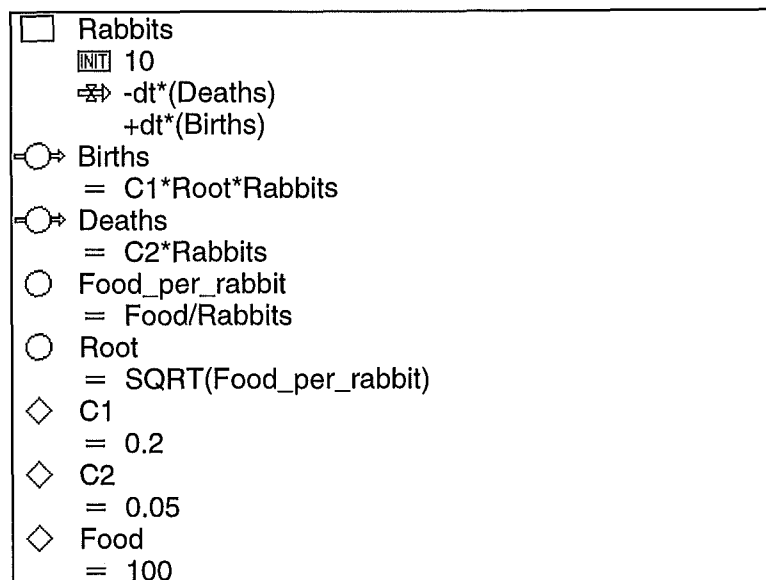 Rabbits
INIT 10
-dt*(Deaths)
+dt*(Births)
Births
= C1*Root*Rabbits
Deaths
= C2*Rabbits
Food_per_rabbit
= Food/Rabbits
Root
= SQRT(Food_per_rabbit)
C1
= 0.2
C2
= 0.05
Food
= 100